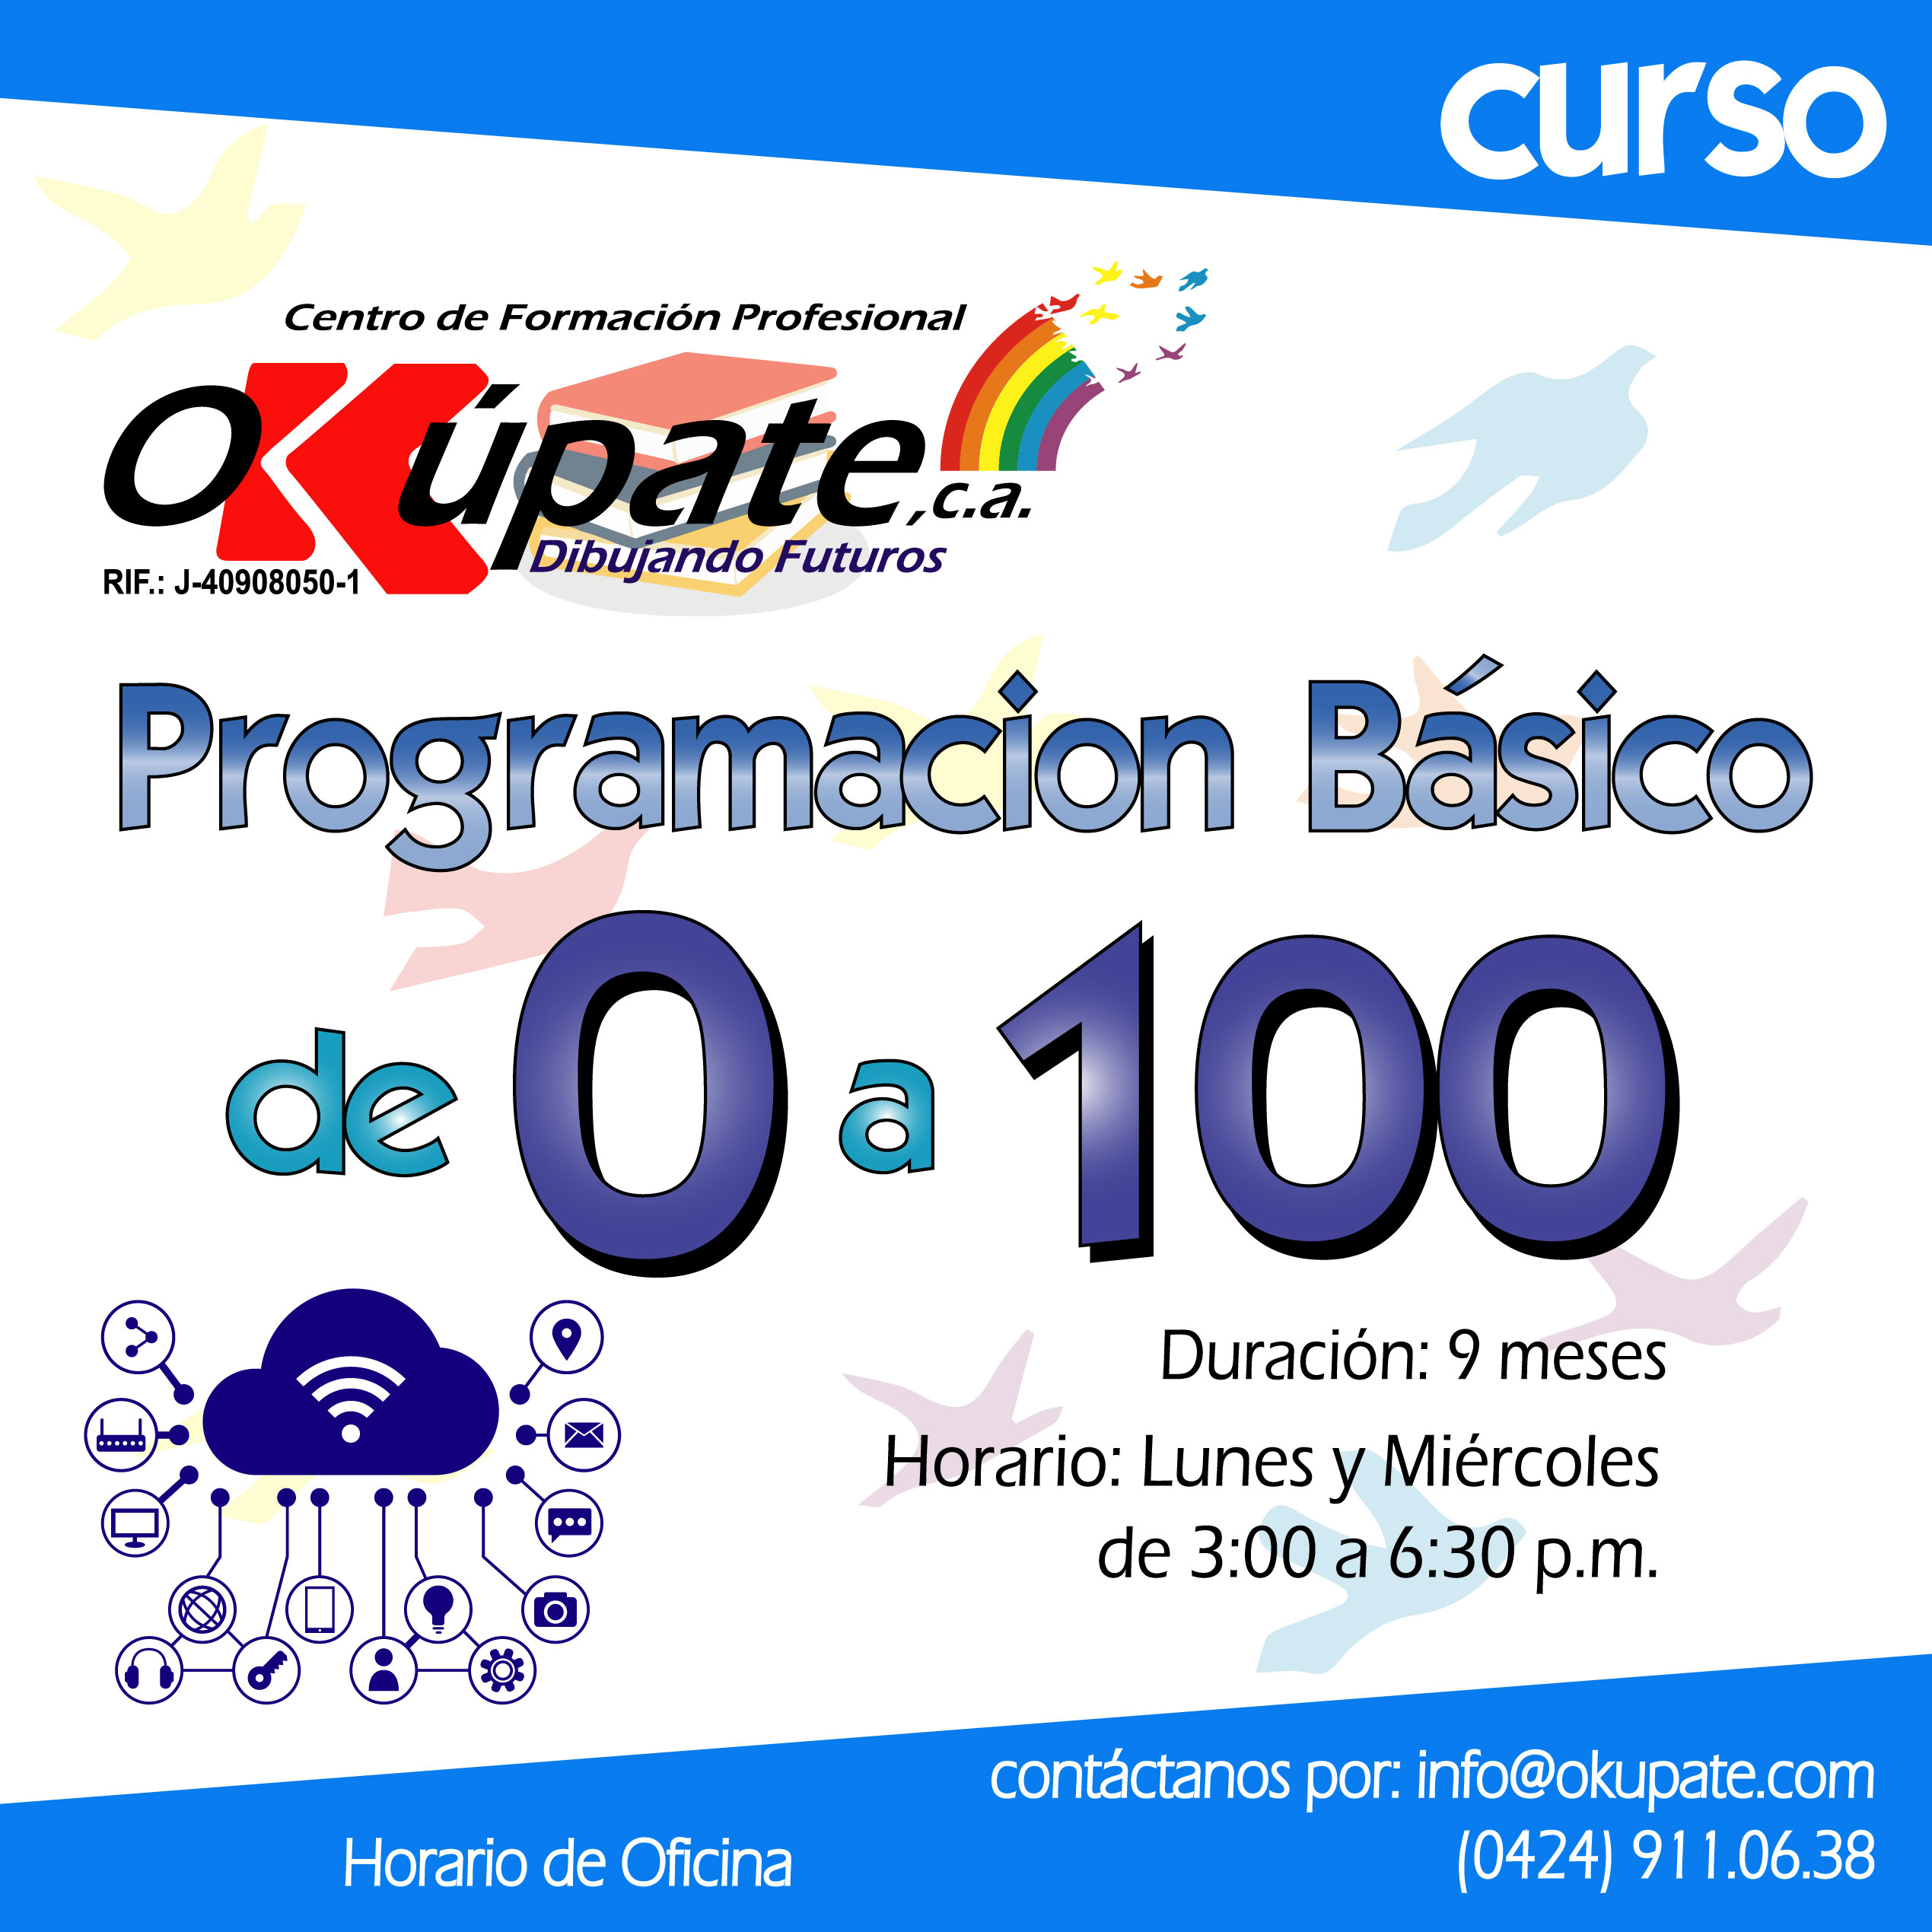 curso
Centro de Formación Profesional
oKúpate,c.a.
Dibujando Futuros
RIF.: J-40908050-1
Programacion Básico
de 0 a 100
Duración: 9 meses
Horario: Lunes y Miércoles
de 3:00 a 6:30 p.m.
contáctanos por: info@okupate.com
(0424) 911.06.38
Horario de Oficina